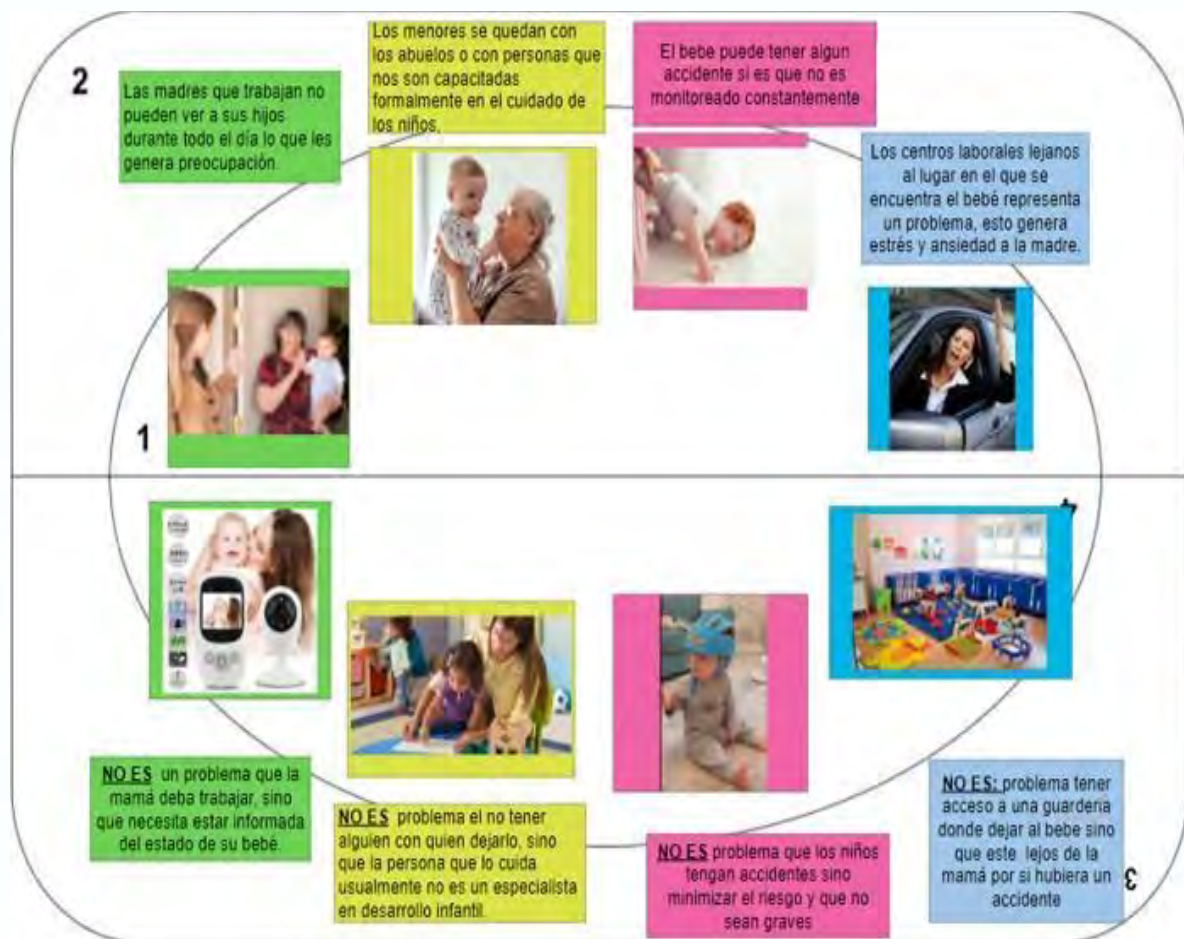 2
Las madres que trabajan no
pueden ver a sus hijos
durante todo el día lo que les
genera preocupación.
Los menores se quedan con
los abuelos o con personas que
nos son capacitadas
formalmente en el cuidado de
los niños.
El bebe puede tener algun
accidente si es que no es
monitoreado constantemente
Los centros laborales lejanos
al lugar en el que se
encuentra el bebé representa
un problema, esto genera
estrés y ansiedad a la madre.
1
4
NO ES un problema que la
mamá deba trabajar, sino
que necesita estar informada
del estado de su bebé.
NO ES problema el no tener
alguien con quien dejarlo, sino
que la persona que lo cuida
usualmente no es un especialista
en desarrollo infantil.
NO ES problema que los niños
tengan accidentes sino
minimizar el riesgo y que no
sean graves
NO ES: problema tener
acceso a una guarderia
donde dejar al bebe sino
que este lejos de la
mamá por si hubiera un
accidente
3